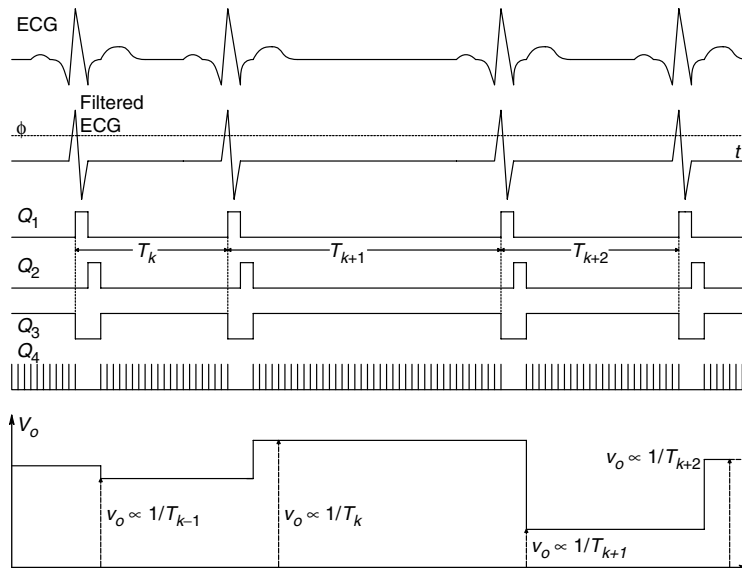 ECG
Filtered
ECG
ϕ
t
Q₁
Tₖ
Tₖ₊₁
Tₖ₊₂
Q₂
Q₃
Q₄
Vₒ
vₒ ∝ 1/Tₖ₋₁
vₒ ∝ 1/Tₖ
vₒ ∝ 1/Tₖ₊₁
vₒ ∝ 1/Tₖ₊₂